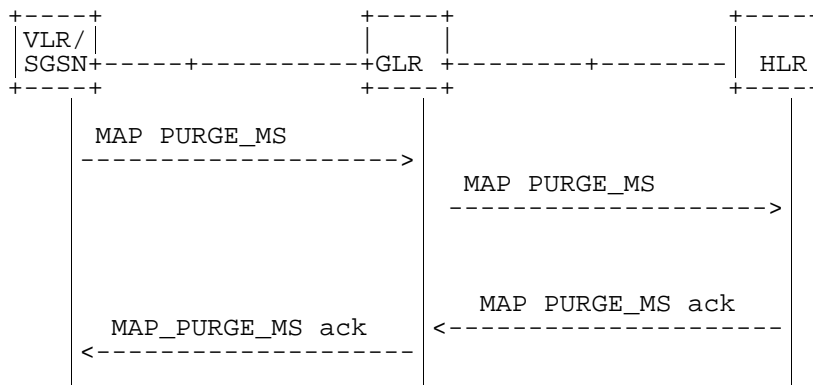 VLR/
SGSN GLR HLR
MAP PURGE_MS
MAP PURGE_MS
MAP PURGE_MS ack
MAP_PURGE_MS ack